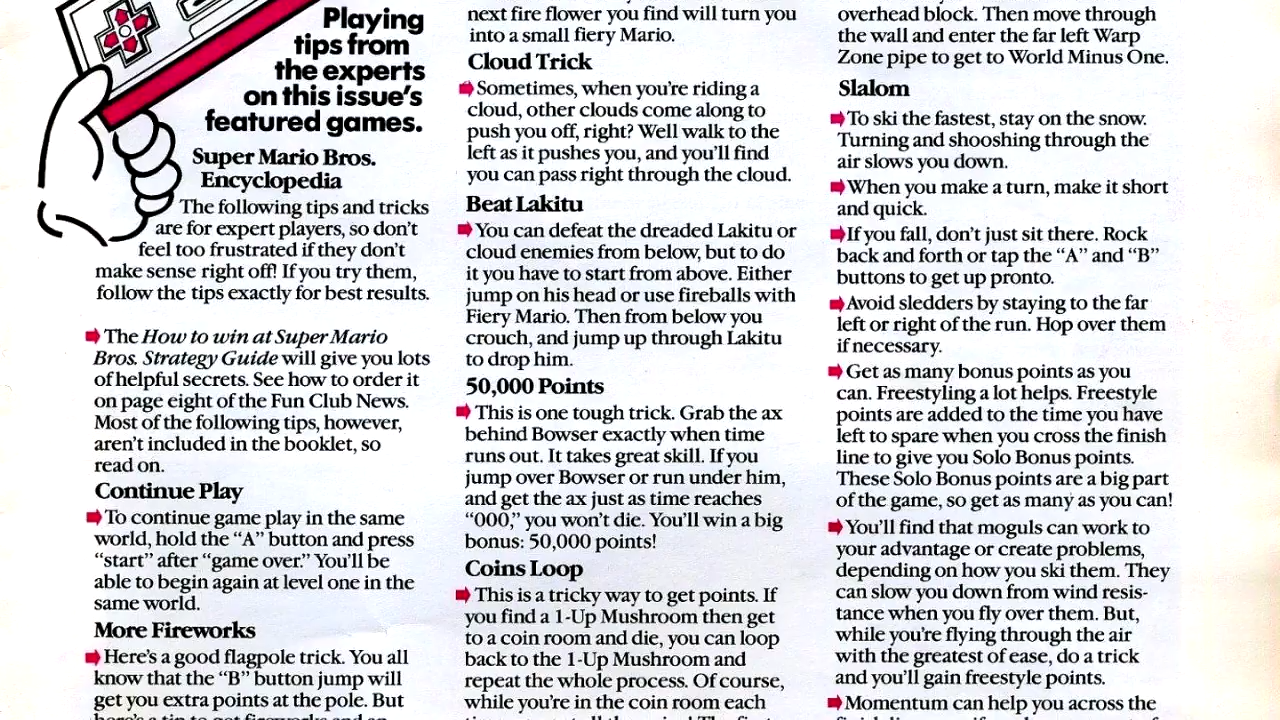 Playing
tips from
the experts
on this issue's
featured games.
Super Mario Bros.
Encyclopedia
The following tips and tricks
are for expert players, so don't
feel too frustrated if they don't
make sense right off! If you try them,
follow the tips exactly for best results.
The How to win at Super Mario
Bros. Strategy Guide will give you lots
of helpful secrets. See how to order it
on page eight of the Fun Club News.
Most of the following tips, however,
aren't included in the booklet, so
read on.
Continue Play
To continue game play in the same
world, hold the “A” button and press
“start” after “game over.” You'll be
able to begin again at level one in the
same world.
More Fireworks
Here's a good flagpole trick. You all
know that the “B” button jump will
get you extra points at the pole. But
here's a tip to get fireworks and an
next fire flower you find will turn you
into a small fiery Mario.
Cloud Trick
Sometimes, when you're riding a
cloud, other clouds come along to
push you off, right? Well walk to the
left as it pushes you, and you'll find
you can pass right through the cloud.
Beat Lakitu
You can defeat the dreaded Lakitu or
cloud enemies from below, but to do
it you have to start from above. Either
jump on his head or use fireballs with
Fiery Mario. Then from below you
crouch, and jump up through Lakitu
to drop him.
50,000 Points
This is one tough trick. Grab the ax
behind Bowser exactly when time
runs out. It takes great skill. If you
jump over Bowser or run under him,
and get the ax just as time reaches
“000,” you won't die. You'll win a big
bonus: 50,000 points!
Coins Loop
This is a tricky way to get points. If
you find a 1-Up Mushroom then get
to a coin room and die, you can loop
back to the 1-Up Mushroom and
repeat the whole process. Of course,
while you're in the coin room each
overhead block. Then move through
the wall and enter the far left Warp
Zone pipe to get to World Minus One.
Slalom
To ski the fastest, stay on the snow.
Turning and shooshing through the
air slows you down.
When you make a turn, make it short
and quick.
If you fall, don't just sit there. Rock
back and forth or tap the “A” and “B”
buttons to get up pronto.
Avoid sledders by staying to the far
left or right of the run. Hop over them
if necessary.
Get as many bonus points as you
can. Freestyling a lot helps. Freestyle
points are added to the time you have
left to spare when you cross the finish
line to give you Solo Bonus points.
These Solo Bonus points are a big part
of the game, so get as many as you can!
You'll find that moguls can work to
your advantage or create problems,
depending on how you ski them. They
can slow you down from wind resis-
tance when you fly over them. But,
while you're flying through the air
with the greatest of ease, do a trick
and you'll gain freestyle points.
Momentum can help you across the